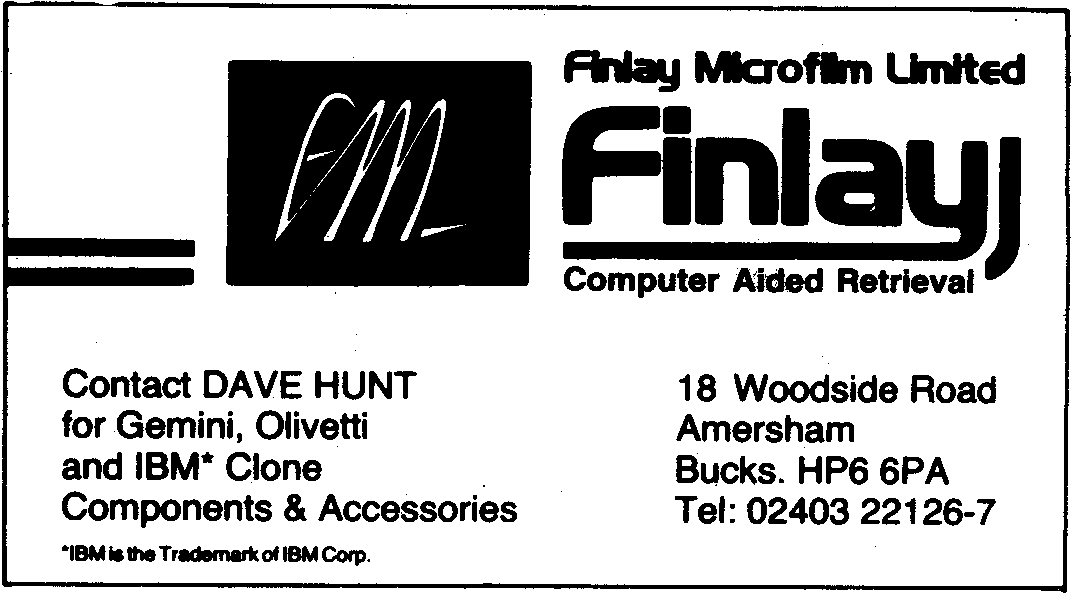 Finlay Microfilm Limited
FM
Finlay
Computer Aided Retrieval
Contact DAVE HUNT
for Gemini, Olivetti
and IBM* Clone
Components & Accessories
*IBM is the Trademark of IBM Corp.
18 Woodside Road
Amersham
Bucks. HP6 6PA
Tel: 02403 22126-7